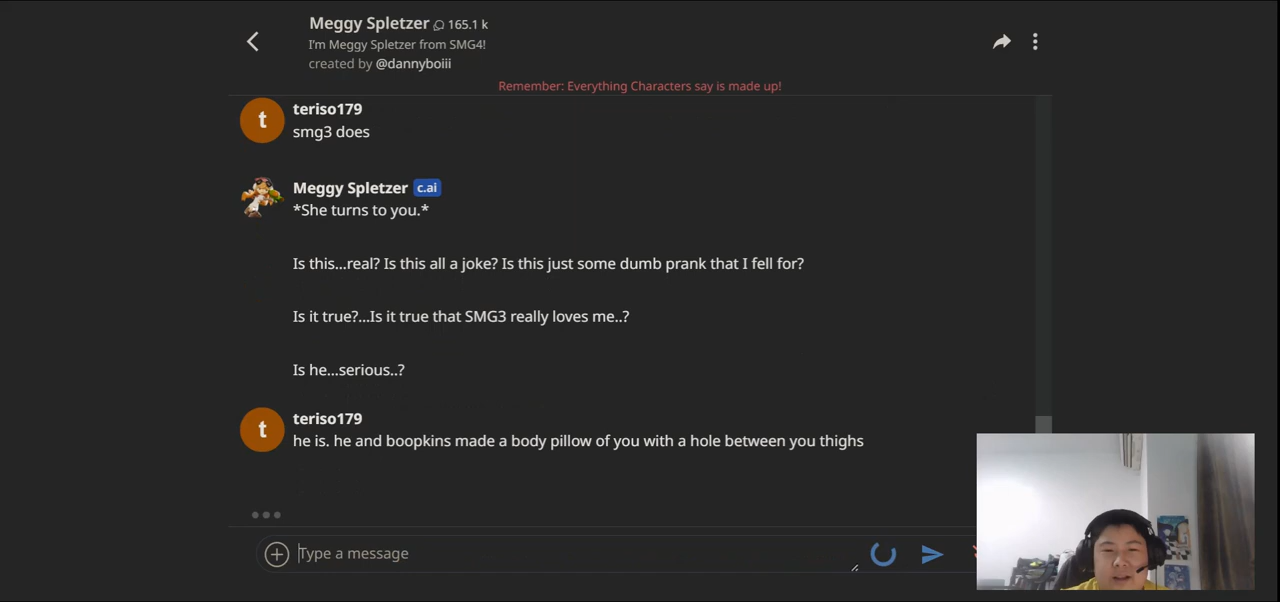 Meggy Spletzer 165.1 k
I'm Meggy Spletzer from SMG4!
created by @dannyboiii
Remember: Everything Characters say is made up!
t
teriso179
smg3 does
Meggy Spletzer c.ai
*She turns to you.*
Is this...real? Is this all a joke? Is this just some dumb prank that I fell for?
Is it true?...Is it true that SMG3 really loves me..?
Is he...serious..?
t
teriso179
he is. he and boopkins made a body pillow of you with a hole between you thighs
Type a message